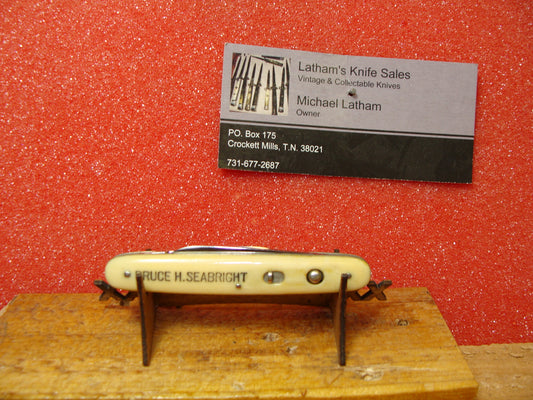 Latham's Knife Sales
Vintage & Collectable Knives
Michael Latham
Owner
PO. Box 175
Crockett Mills, T.N. 38021
731-677-2687
BRUCE H. SEABRIGHT